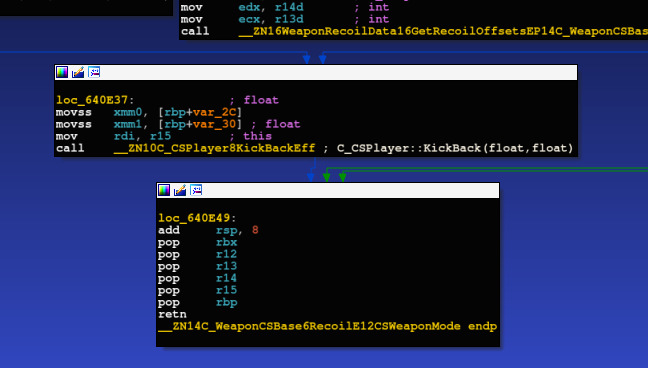 mov edx, r14d ; int
mov ecx, r13d ; int
call __ZN16WeaponRecoilData16GetRecoilOffsetsEP14C_WeaponCSBas
loc_640E37: ; float
movss xmm0, [rbp+var_2C]
movss xmm1, [rbp+var_30] ; float
mov rdi, r15 ; this
call __ZN10C_CSPlayer8KickBackEff ; C_CSPlayer::KickBack(float,float)
loc_640E49:
add rsp, 8
pop rbx
pop r12
pop r13
pop r14
pop r15
pop rbp
retn
__ZN14C_WeaponCSBase6RecoilE12CSWeaponMode endp